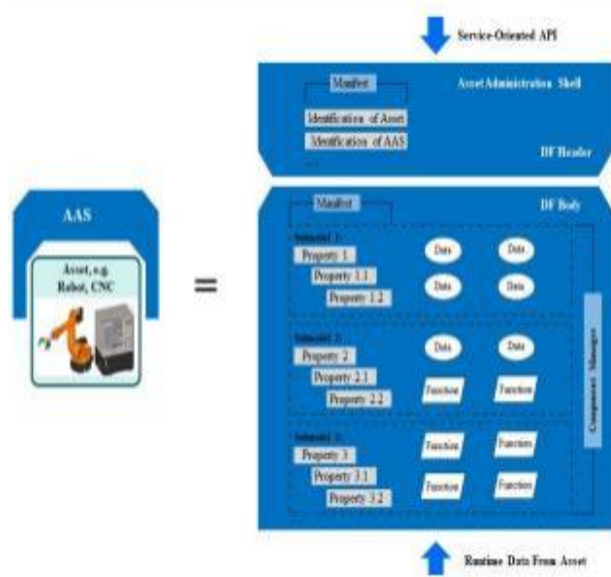 Service-Oriented API
Manifest
Asset Administration Shell
Identification of Asset
Identification of AAS
DF Header
AAS
Asset, e.g.
Robot, CNC
=
Manifest
DF Body
Submodel 1:
Property 1
Data
Data
Property 1.1
Property 1.2
Data
Data
Property 2
Data
Data
Property 2.1
Property 2.2
Function
Function
Property 3
Function
Function
Property 3.1
Property 3.2
Function
Function
Component Manager
Runtime Data From Asset